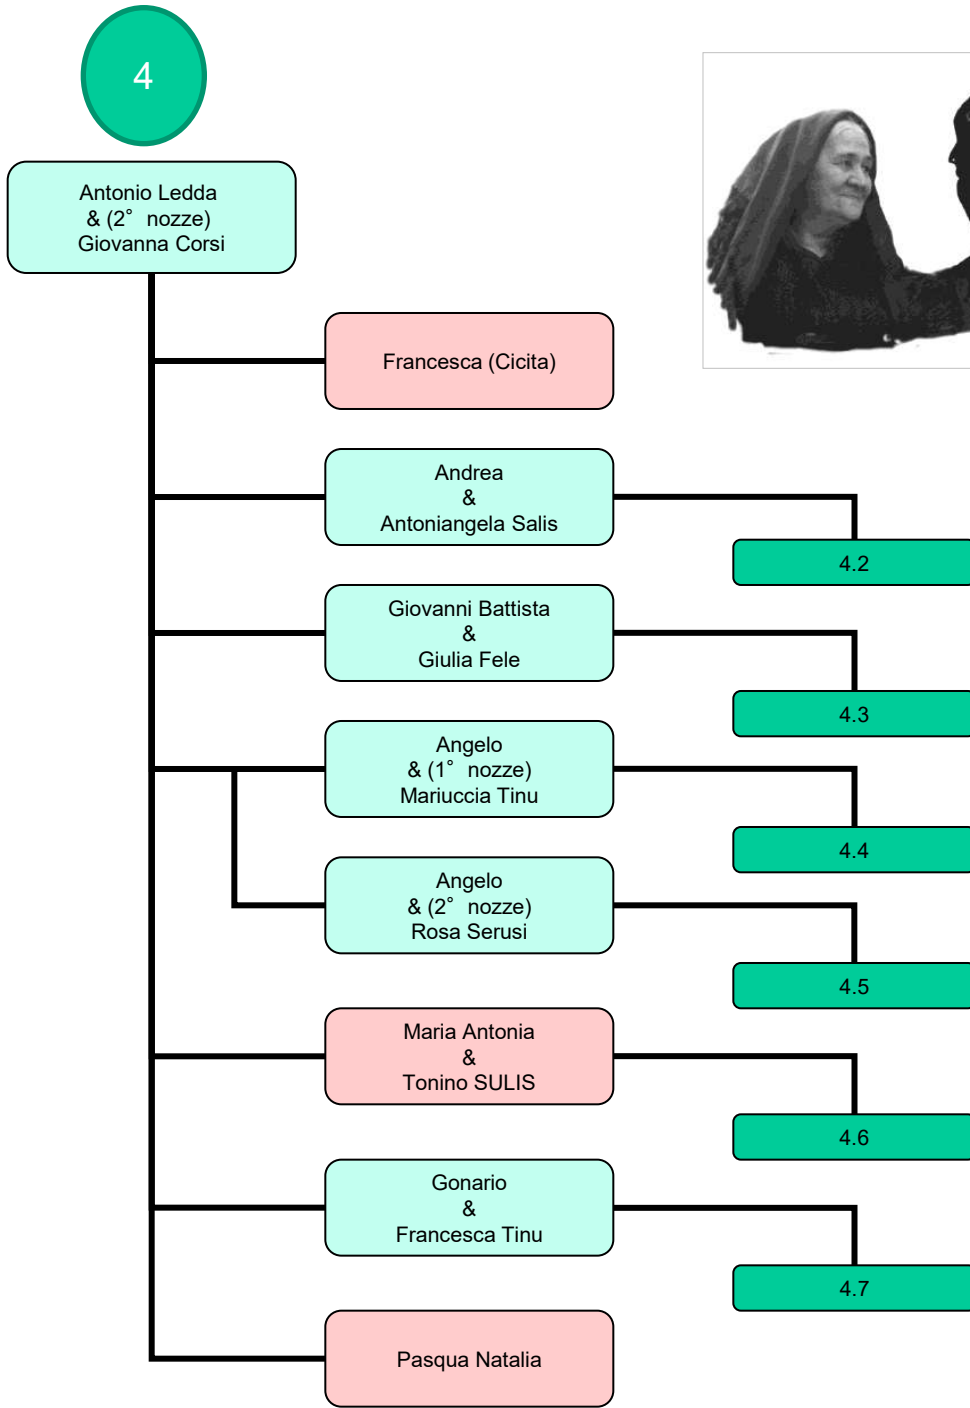 4
Antonio Ledda
& (2° nozze)
Giovanna Corsi
Francesca (Cicita)
Andrea
&
Antoniangela Salis
4.2
Giovanni Battista
&
Giulia Fele
4.3
Angelo
& (1° nozze)
Mariuccia Tinu
4.4
Angelo
& (2° nozze)
Rosa Serusi
4.5
Maria Antonia
&
Tonino SULIS
4.6
Gonario
&
Francesca Tinu
4.7
Pasqua Natalia